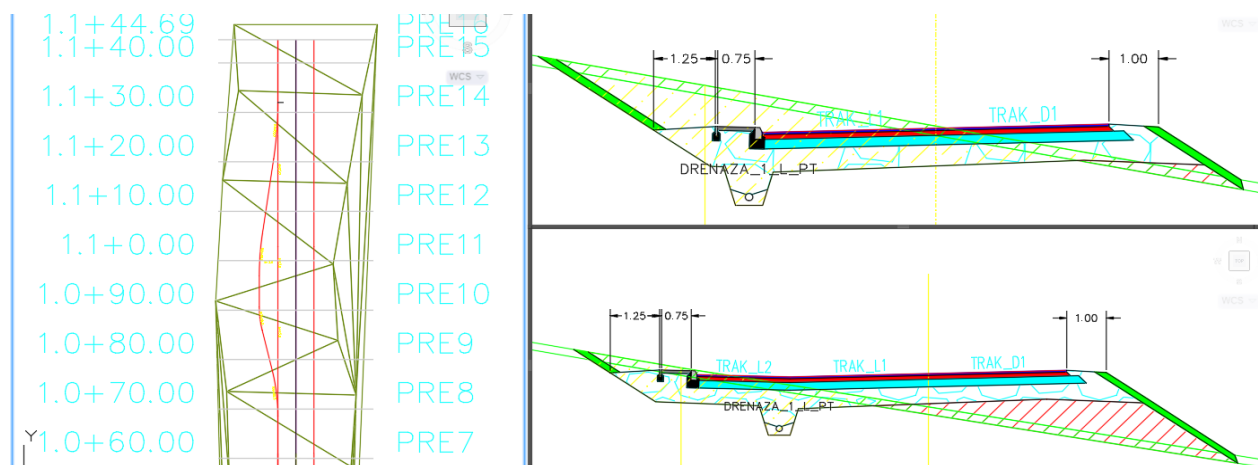 1.1+44.69 PRE16
1.1+40.00 PRE15
WCS
1.1+30.00 PRE14
1.1+20.00 PRE13
1.1+10.00 PRE12
1.1+0.00 PRE11
1.0+90.00 PRE10
1.0+80.00 PRE9
1.0+70.00 PRE8
1.0+60.00 PRE7
Y
WCS
1.25 0.75 1.00
TRAK_L1 TRAK_D1
DRENAZA_1_L_PT
WCS
1.25 0.75 1.00
TRAK_L2 TRAK_L1 TRAK_D1
DRENAZA_1_L_PT